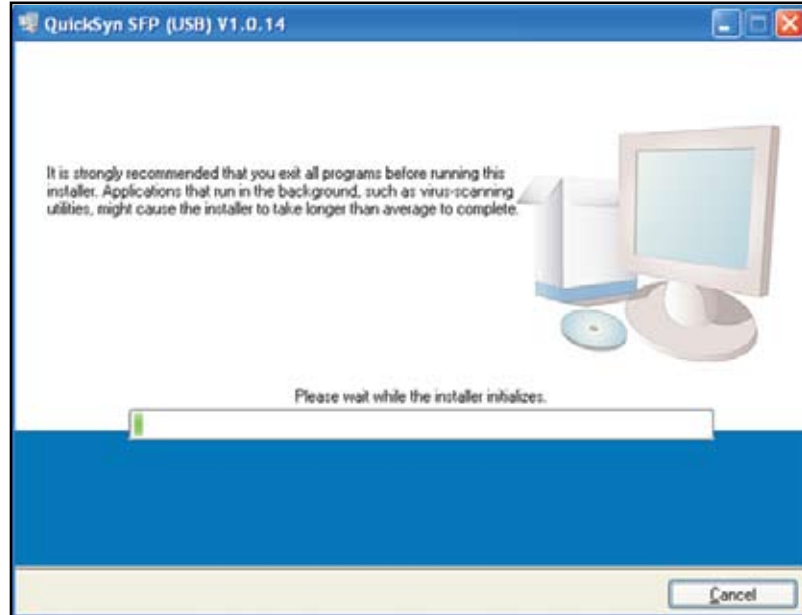 QuickSyn SFP (USB) V1.0.14
It is strongly recommended that you exit all programs before running this
installer. Applications that run in the background, such as virus-scanning
utilities, might cause the installer to take longer than average to complete.
Please wait while the installer initializes.
Cancel